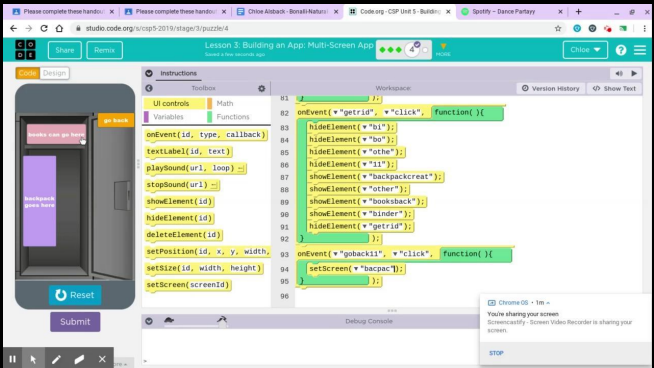 Please complete these handou
Please complete these handou
Chloe Alsback - Bonalli-Natural
Code.org - CSP Unit 5 - Building
Spotify – Dance Partayy
studio.code.org/s/csp5-2019/stage/3/puzzle/4
C O
D E
Share
Remix
Lesson 3: Building an App: Multi-Screen App
Saved a few seconds ago
4
MORE
Chloe
Code
Design
Instructions
Toolbox
Workspace
Version History
</> Show Text
UI controls
Math
Variables
Functions
onEvent(id, type, callback)
textLabel(id, text)
playSound(url, loop)
stopSound(url)
showElement(id)
hideElement(id)
deleteElement(id)
setPosition(id, x, y, width,
setSize(id, width, height)
setScreen(screenId)
81 } );
82 onEvent( ▼"getrid", ▼"click", function( ){
83 hideElement( ▼"bi");
84 hideElement( ▼"bo");
85 hideElement( ▼"othe");
86 hideElement( ▼"11");
87 showElement( ▼"backpackcreat");
88 showElement( ▼"other");
89 showElement( ▼"booksback");
90 showElement( ▼"binder");
91 showElement( ▼"getrid");
92 } );
93 onEvent( ▼"goback11", ▼"click", function( ){
94 setScreen( ▼"bacpac");
95 } );
96
go back
books can go here
backpack
goes here
Reset
Submit
Debug Console
Chrome OS • 1m
You're sharing your screen
Screencastify - Screen Video Recorder is sharing your
screen.
STOP